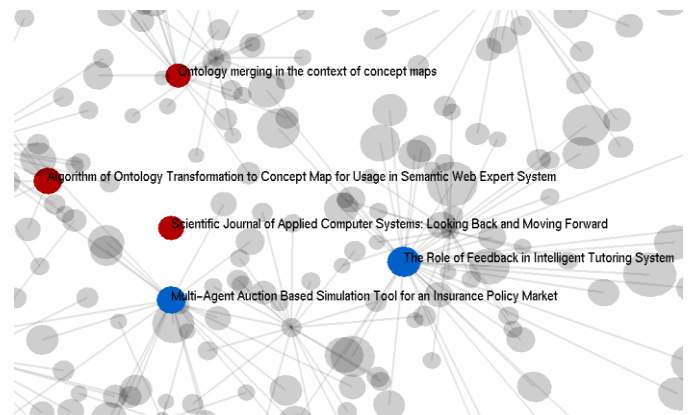 Ontology merging in the context of concept maps
Algorithm of Ontology Transformation to Concept Map for Usage in Semantic Web Expert System
Scientific Journal of Applied Computer Systems: Looking Back and Moving Forward
The Role of Feedback in Intelligent Tutoring System
Multi-Agent Auction Based Simulation Tool for an Insurance Policy Market